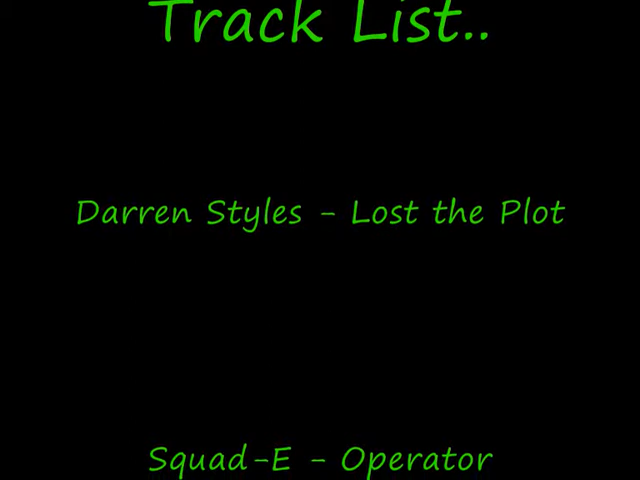 Track List..
Darren Styles - Lost the Plot
Squad-E - Operator